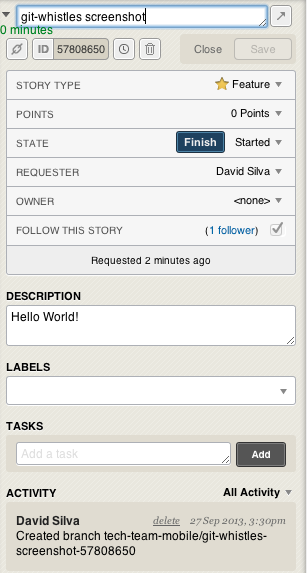 git-whistles screenshot
0 minutes
ID 57808650 Close Save
STORY TYPE Feature
POINTS 0 Points
STATE Finish Started
REQUESTER David Silva
OWNER <none>
FOLLOW THIS STORY (1 follower)
Requested 2 minutes ago
DESCRIPTION
Hello World!
LABELS
TASKS
Add a task Add
ACTIVITY All Activity
David Silva delete 27 Sep 2013, 3:30pm
Created branch tech-team-mobile/git-whistles-
screenshot-57808650